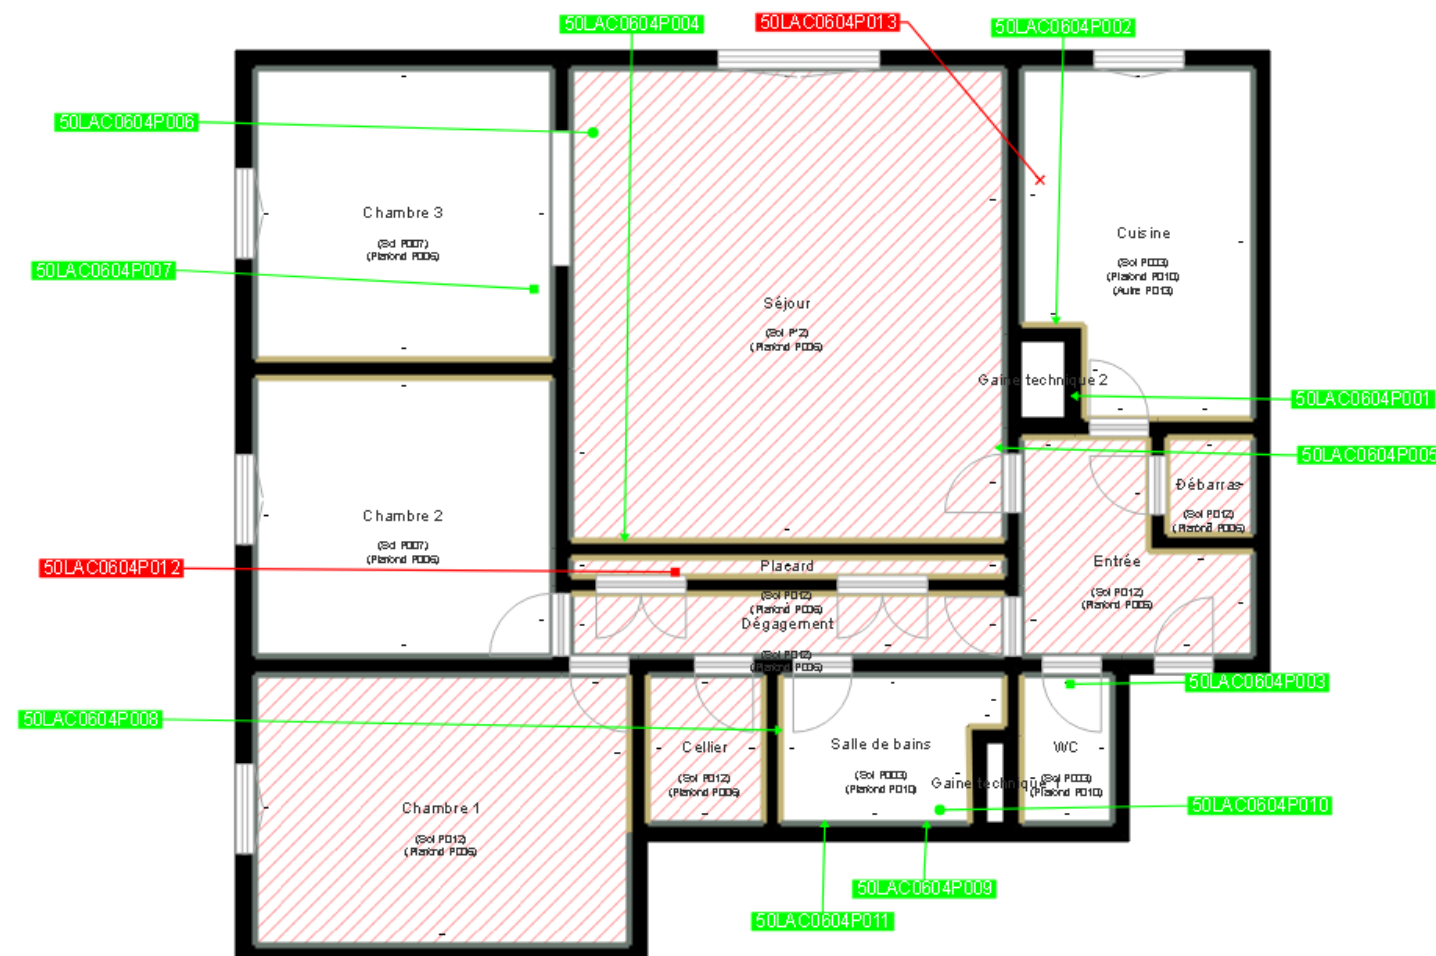 50LAC0604P004
50LAC0604P013
50LAC0604P002
50LAC0604P006
Chambre 3
(Sol P007)
(Plafond P006)
Cuisine
(Sol P003)
(Plafond P010)
(Autre P013)
50LAC0604P007
Séjour
(Sol P12)
(Plafond P006)
Gaine technique 2
50LAC0604P001
50LAC0604P005
Débarras
(Sol P012)
(Plafond P006)
Chambre 2
(Sol P007)
(Plafond P006)
50LAC0604P012
Placard
(Sol P012)
(Plafond P006)
Entrée
(Sol P012)
(Plafond P006)
Dégagement
(Sol P012)
(Plafond P006)
50LAC0604P003
50LAC0604P008
Cellier
(Sol P012)
(Plafond P006)
Salle de bains
(Sol P003)
(Plafond P010)
WC
(Sol P003)
(Plafond P010)
Gaine technique 1
50LAC0604P010
Chambre 1
(Sol P012)
(Plafond P006)
50LAC0604P009
50LAC0604P011